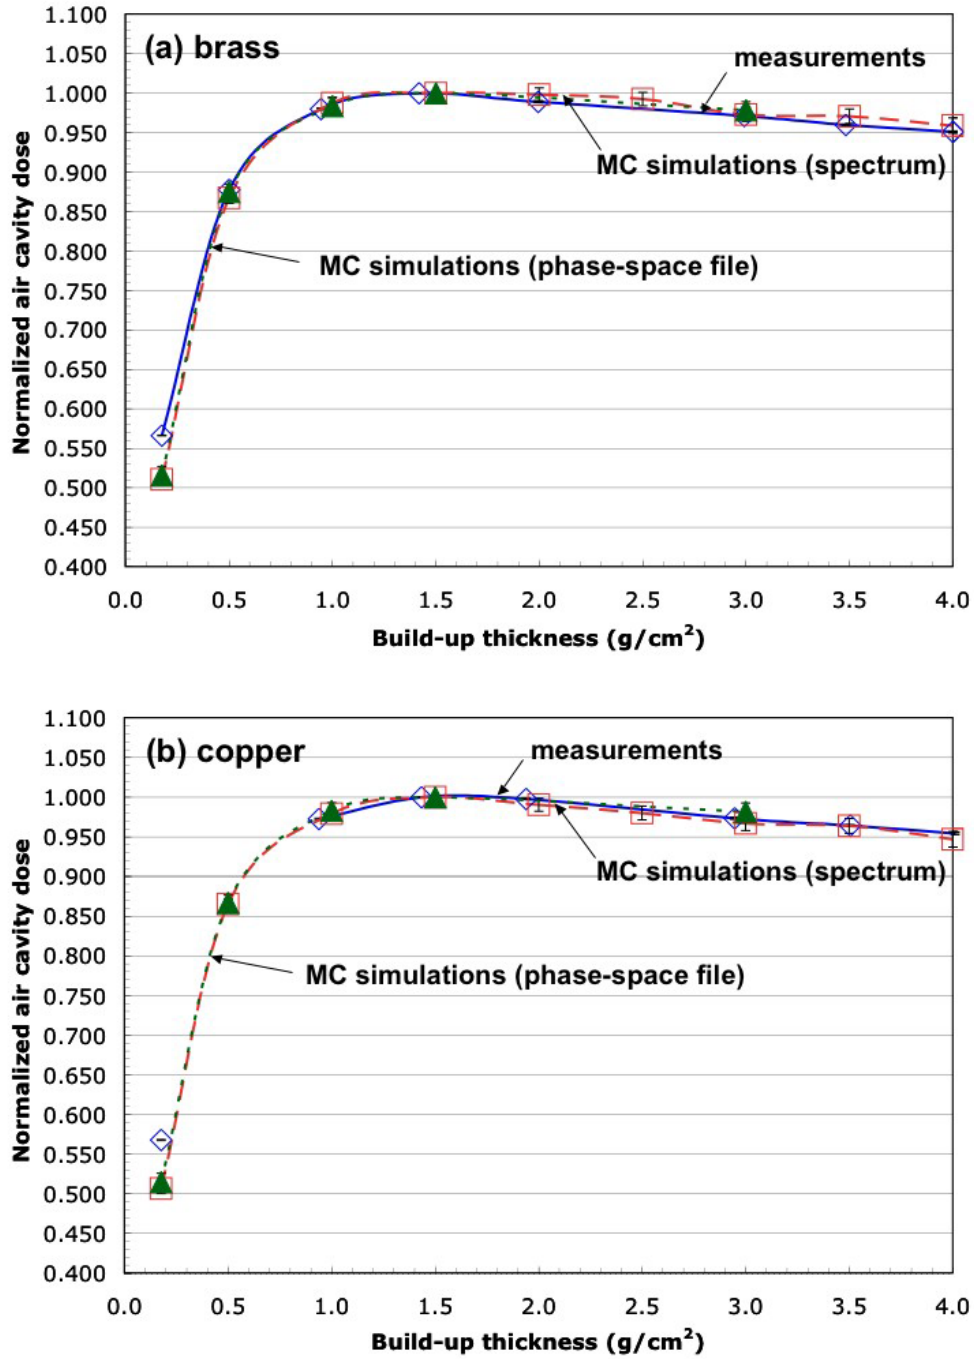 1.100
(a) brass
measurements
1.050
1.000
0.950
MC simulations (spectrum)
0.900
0.850
0.800
MC simulations (phase-space file)
0.750
0.700
0.650
0.600
0.550
0.500
0.450
0.400
Normalized air cavity dose
0.0 0.5 1.0 1.5 2.0 2.5 3.0 3.5 4.0
Build-up thickness (g/cm²)
1.100
(b) copper
measurements
1.050
1.000
0.950
0.900
MC simulations (spectrum)
0.850
0.800
MC simulations (phase-space file)
0.750
0.700
0.650
0.600
0.550
0.500
0.450
0.400
Normalized air cavity dose
0.0 0.5 1.0 1.5 2.0 2.5 3.0 3.5 4.0
Build-up thickness (g/cm²)